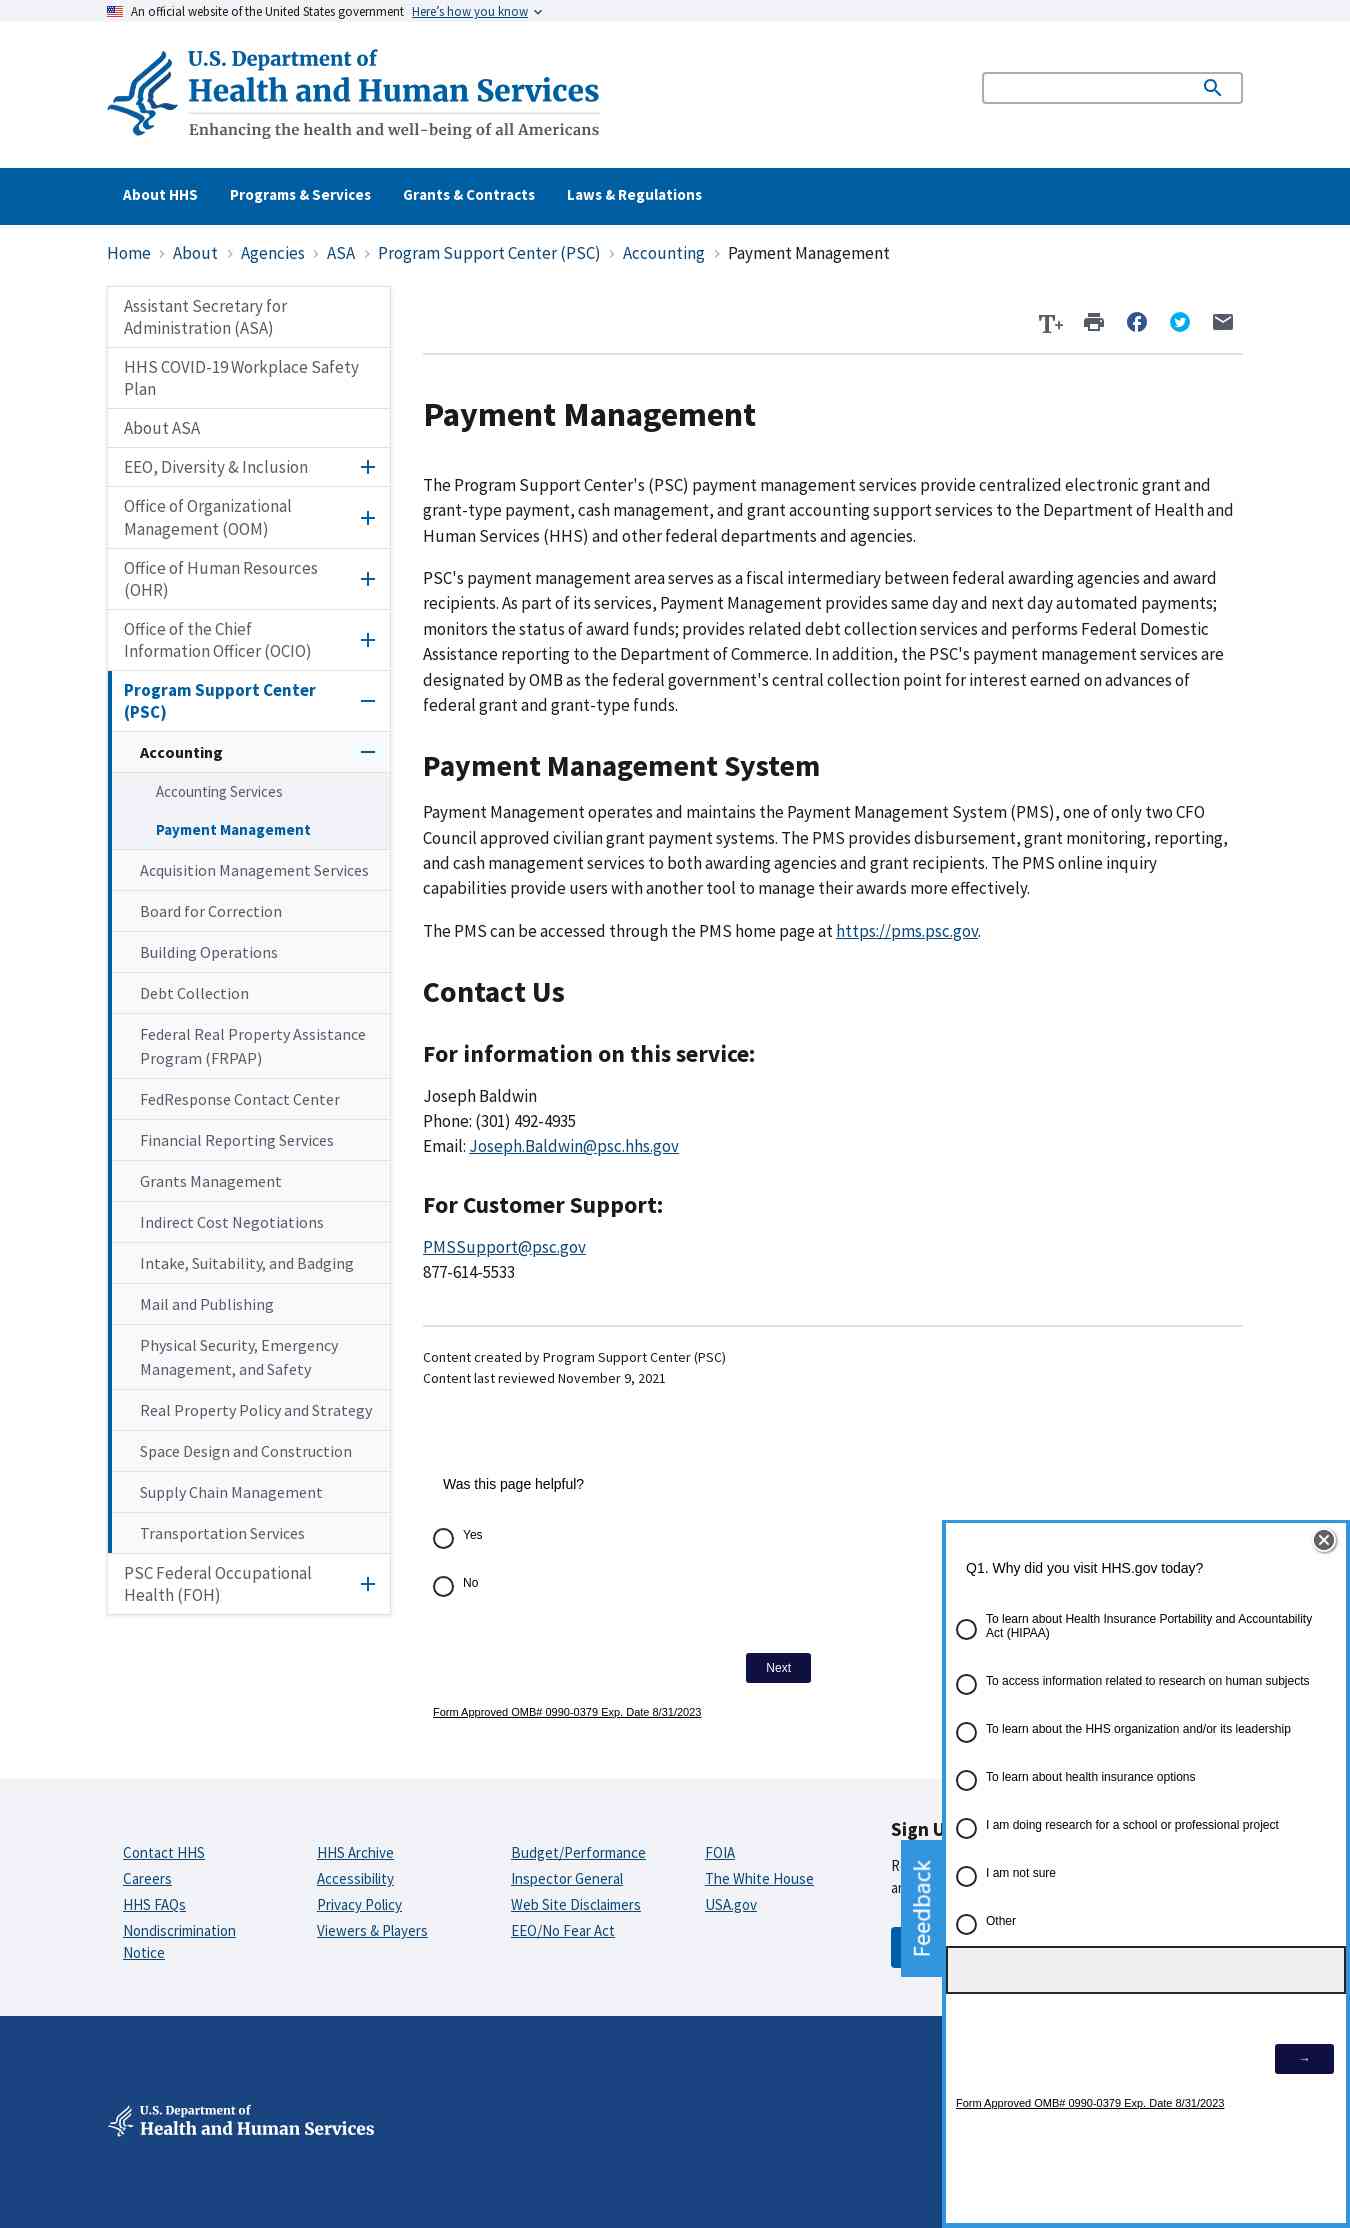 An official website of the United States government Here's how you know
U.S. Department of
Health and Human Services
Enhancing the health and well-being of all Americans
About HHS Programs & Services Grants & Contracts Laws & Regulations
Home About Agencies ASA Program Support Center (PSC) Accounting Payment Management
Assistant Secretary for
Administration (ASA)
HHS COVID-19 Workplace Safety
Plan
About ASA
EEO, Diversity & Inclusion
Office of Organizational
Management (OOM)
Office of Human Resources
(OHR)
Office of the Chief
Information Officer (OCIO)
Program Support Center
(PSC)
Accounting
Accounting Services
Payment Management
Acquisition Management Services
Board for Correction
Building Operations
Debt Collection
Federal Real Property Assistance
Program (FRPAP)
FedResponse Contact Center
Financial Reporting Services
Grants Management
Indirect Cost Negotiations
Intake, Suitability, and Badging
Mail and Publishing
Physical Security, Emergency
Management, and Safety
Real Property Policy and Strategy
Space Design and Construction
Supply Chain Management
Transportation Services
PSC Federal Occupational
Health (FOH)
T+
Payment Management
The Program Support Center's (PSC) payment management services provide centralized electronic grant and
grant-type payment, cash management, and grant accounting support services to the Department of Health and
Human Services (HHS) and other federal departments and agencies.
PSC's payment management area serves as a fiscal intermediary between federal awarding agencies and award
recipients. As part of its services, Payment Management provides same day and next day automated payments;
monitors the status of award funds; provides related debt collection services and performs Federal Domestic
Assistance reporting to the Department of Commerce. In addition, the PSC's payment management services are
designated by OMB as the federal government's central collection point for interest earned on advances of
federal grant and grant-type funds.
Payment Management System
Payment Management operates and maintains the Payment Management System (PMS), one of only two CFO
Council approved civilian grant payment systems. The PMS provides disbursement, grant monitoring, reporting,
and cash management services to both awarding agencies and grant recipients. The PMS online inquiry
capabilities provide users with another tool to manage their awards more effectively.
The PMS can be accessed through the PMS home page at https://pms.psc.gov.
Contact Us
For information on this service:
Joseph Baldwin
Phone: (301) 492-4935
Email: Joseph.Baldwin@psc.hhs.gov
For Customer Support:
PMSSupport@psc.gov
877-614-5533
Content created by Program Support Center (PSC)
Content last reviewed November 9, 2021
Was this page helpful?
Yes
No
Next
Form Approved OMB# 0990-0379 Exp. Date 8/31/2023
Q1. Why did you visit HHS.gov today?
To learn about Health Insurance Portability and Accountability
Act (HIPAA)
To access information related to research on human subjects
To learn about the HHS organization and/or its leadership
To learn about health insurance options
I am doing research for a school or professional project
I am not sure
Other
→
Form Approved OMB# 0990-0379 Exp. Date 8/31/2023
Feedback
Contact HHS
Careers
HHS FAQs
Nondiscrimination
Notice
HHS Archive
Accessibility
Privacy Policy
Viewers & Players
Budget/Performance
Inspector General
Web Site Disclaimers
EEO/No Fear Act
FOIA
The White House
USA.gov
Sign
U.S. Department of
Health and Human Services